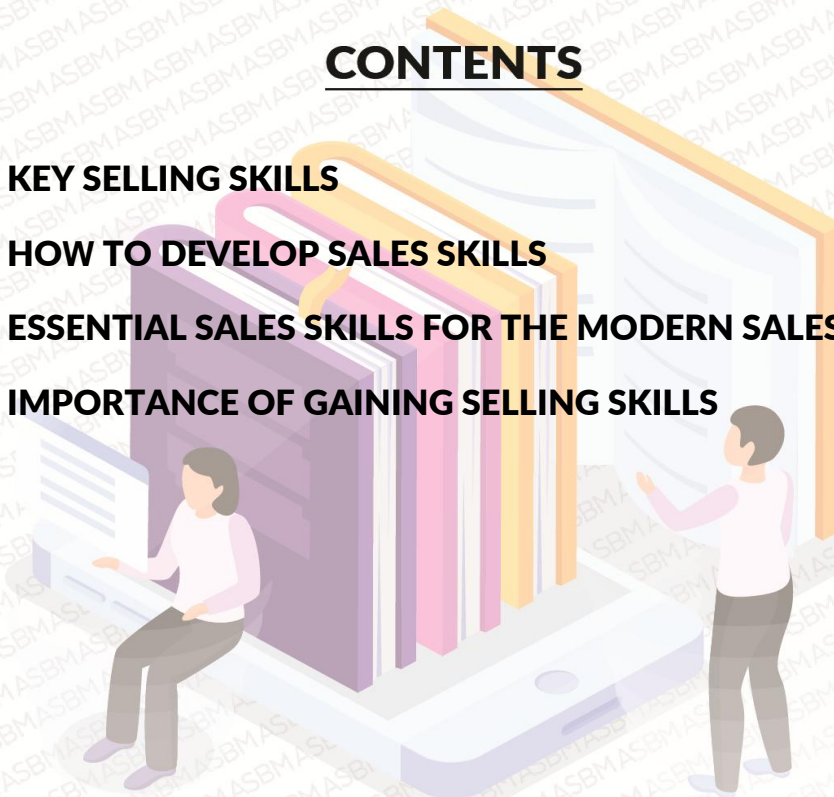 CONTENTS
KEY SELLING SKILLS
HOW TO DEVELOP SALES SKILLS
ESSENTIAL SALES SKILLS FOR THE MODERN SALES
IMPORTANCE OF GAINING SELLING SKILLS